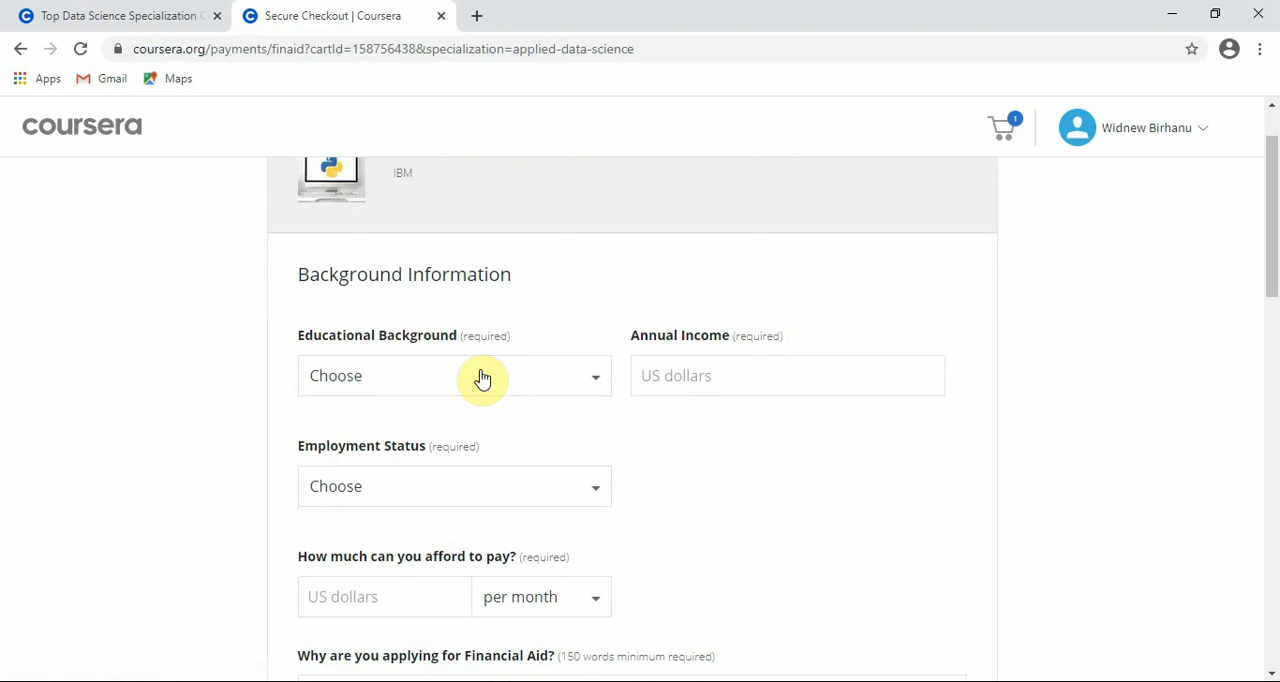 Top Data Science Specialization C
Secure Checkout | Coursera
coursera.org/payments/finaid?cartId=158756438&specialization=applied-data-science
Apps Gmail Maps
coursera
1
Widnew Birhanu
IBM
Background Information
Educational Background (required) Annual Income (required)
Choose US dollars
Employment Status (required)
Choose
How much can you afford to pay? (required)
US dollars per month
Why are you applying for Financial Aid? (150 words minimum required)